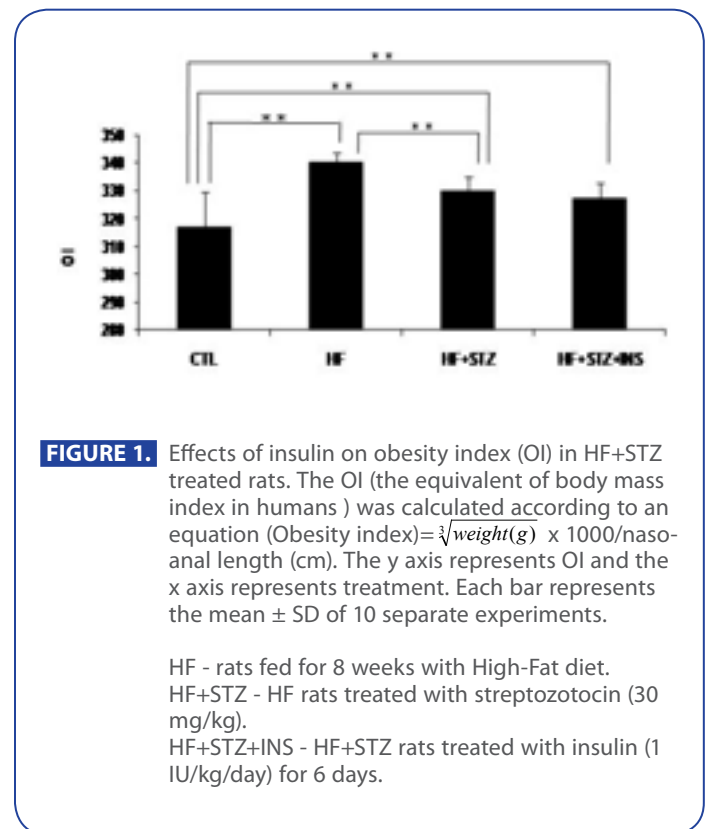 ** 
** 
** **
350
340
330
320
310
300
290
280
OI
CTL HF HF+STZ HF+STZ+INS
FIGURE 1. Effects of insulin on obesity index (OI) in HF+STZ
treated rats. The OI (the equivalent of body mass
index in humans ) was calculated according to an
equation (Obesity index)=∛weight(g) x 1000/naso-
anal length (cm). The y axis represents OI and the
x axis represents treatment. Each bar represents
the mean ± SD of 10 separate experiments.
HF - rats fed for 8 weeks with High-Fat diet.
HF+STZ - HF rats treated with streptozotocin (30
mg/kg).
HF+STZ+INS - HF+STZ rats treated with insulin (1
IU/kg/day) for 6 days.